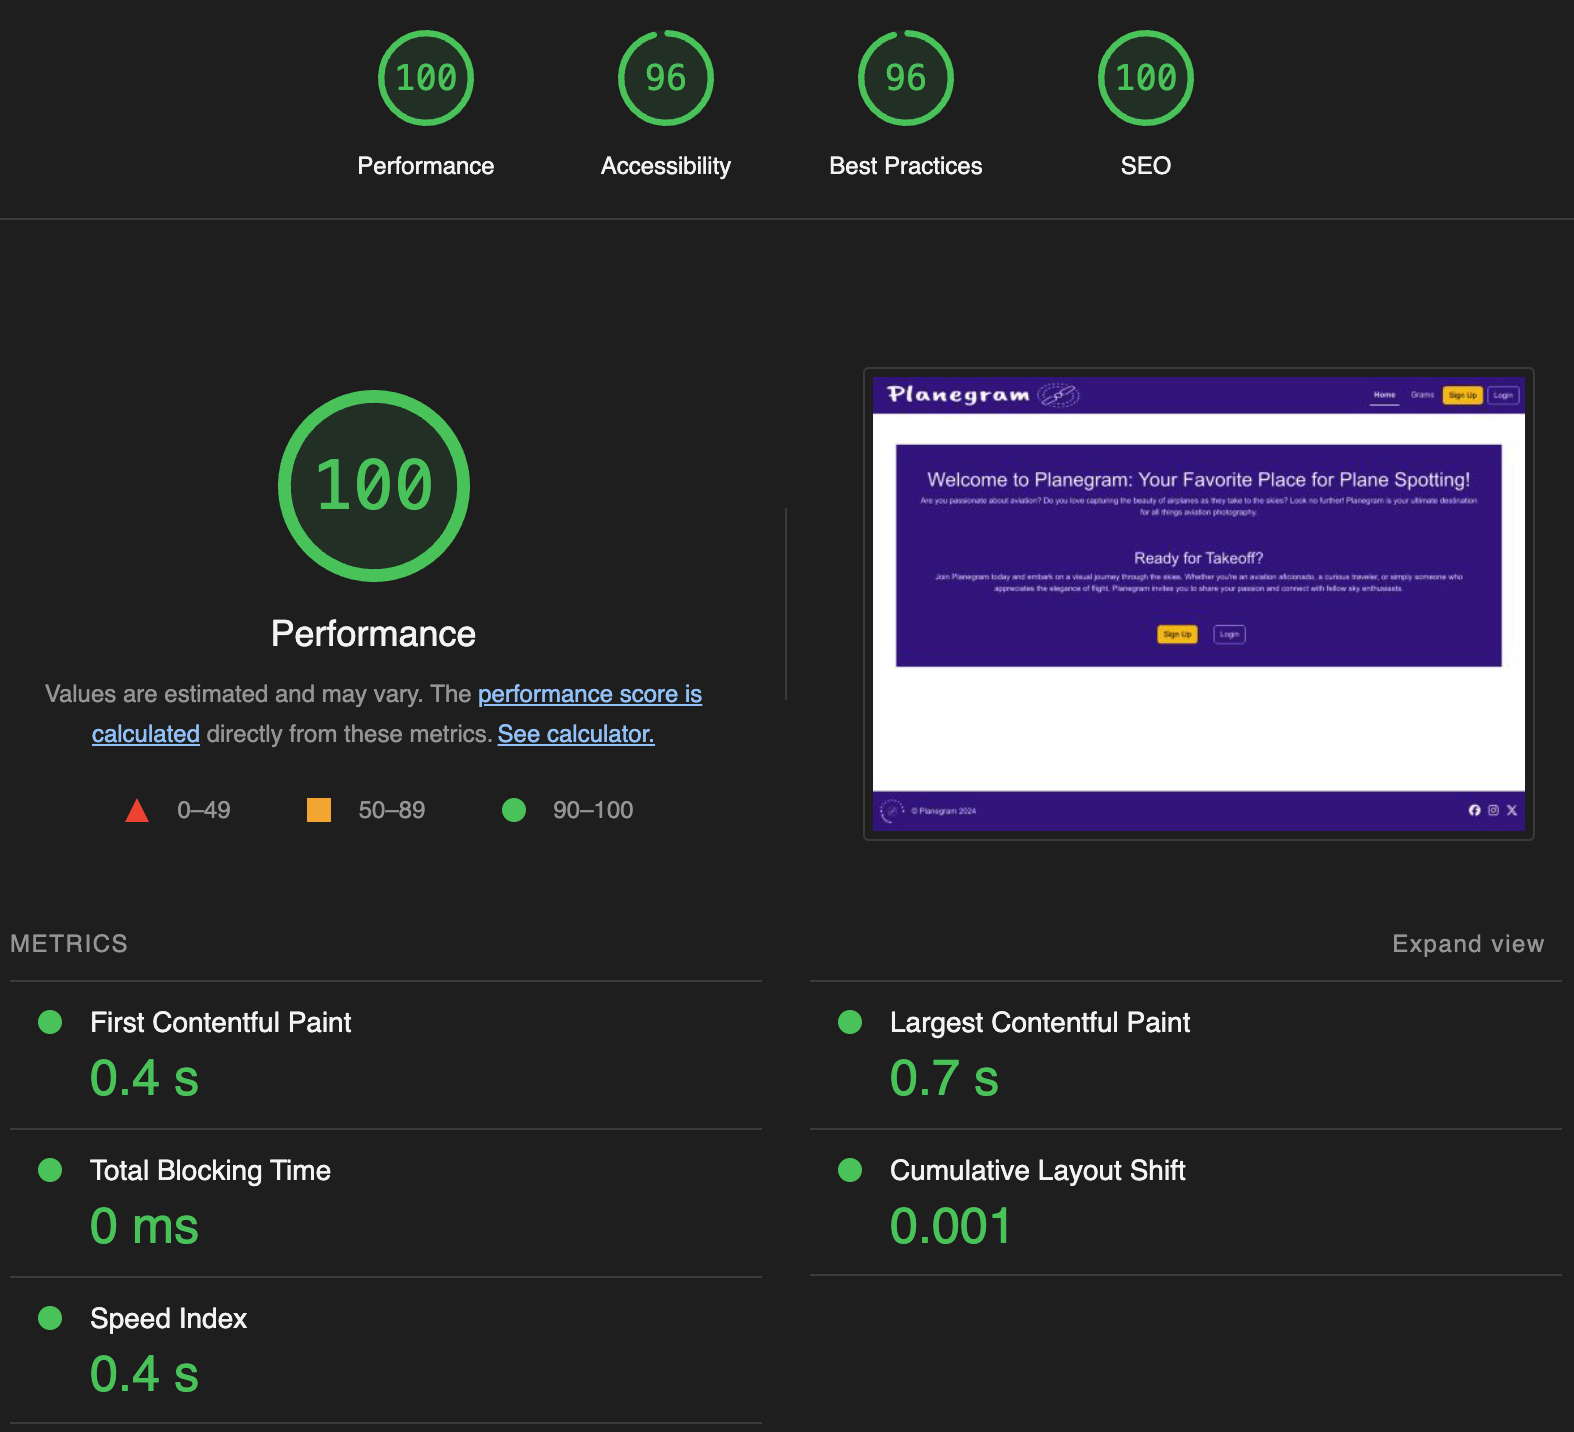 100
96
96
100
Performance
Accessibility
Best Practices
SEO
100
Performance
Values are estimated and may vary. The performance score is
calculated directly from these metrics. See calculator.
0–49
50–89
90–100
Planegram
Home
Grams
Sign Up
Login
Welcome to Planegram: Your Favorite Place for Plane Spotting!
Are you passionate about aviation? Do you love capturing the beauty of airplanes as they take to the skies? Look no further! Planegram is your ultimate destination
for all things aviation photography.
Ready for Takeoff?
Join Planegram today and embark on a visual journey through the skies. Whether you're an aviation aficionado, a curious traveler, or simply someone who
appreciates the elegance of flight, Planegram invites you to share your passion and connect with fellow sky enthusiasts.
Sign Up
Login
© Planegram 2024
METRICS
Expand view
First Contentful Paint
0.4 s
Largest Contentful Paint
0.7 s
Total Blocking Time
0 ms
Cumulative Layout Shift
0.001
Speed Index
0.4 s